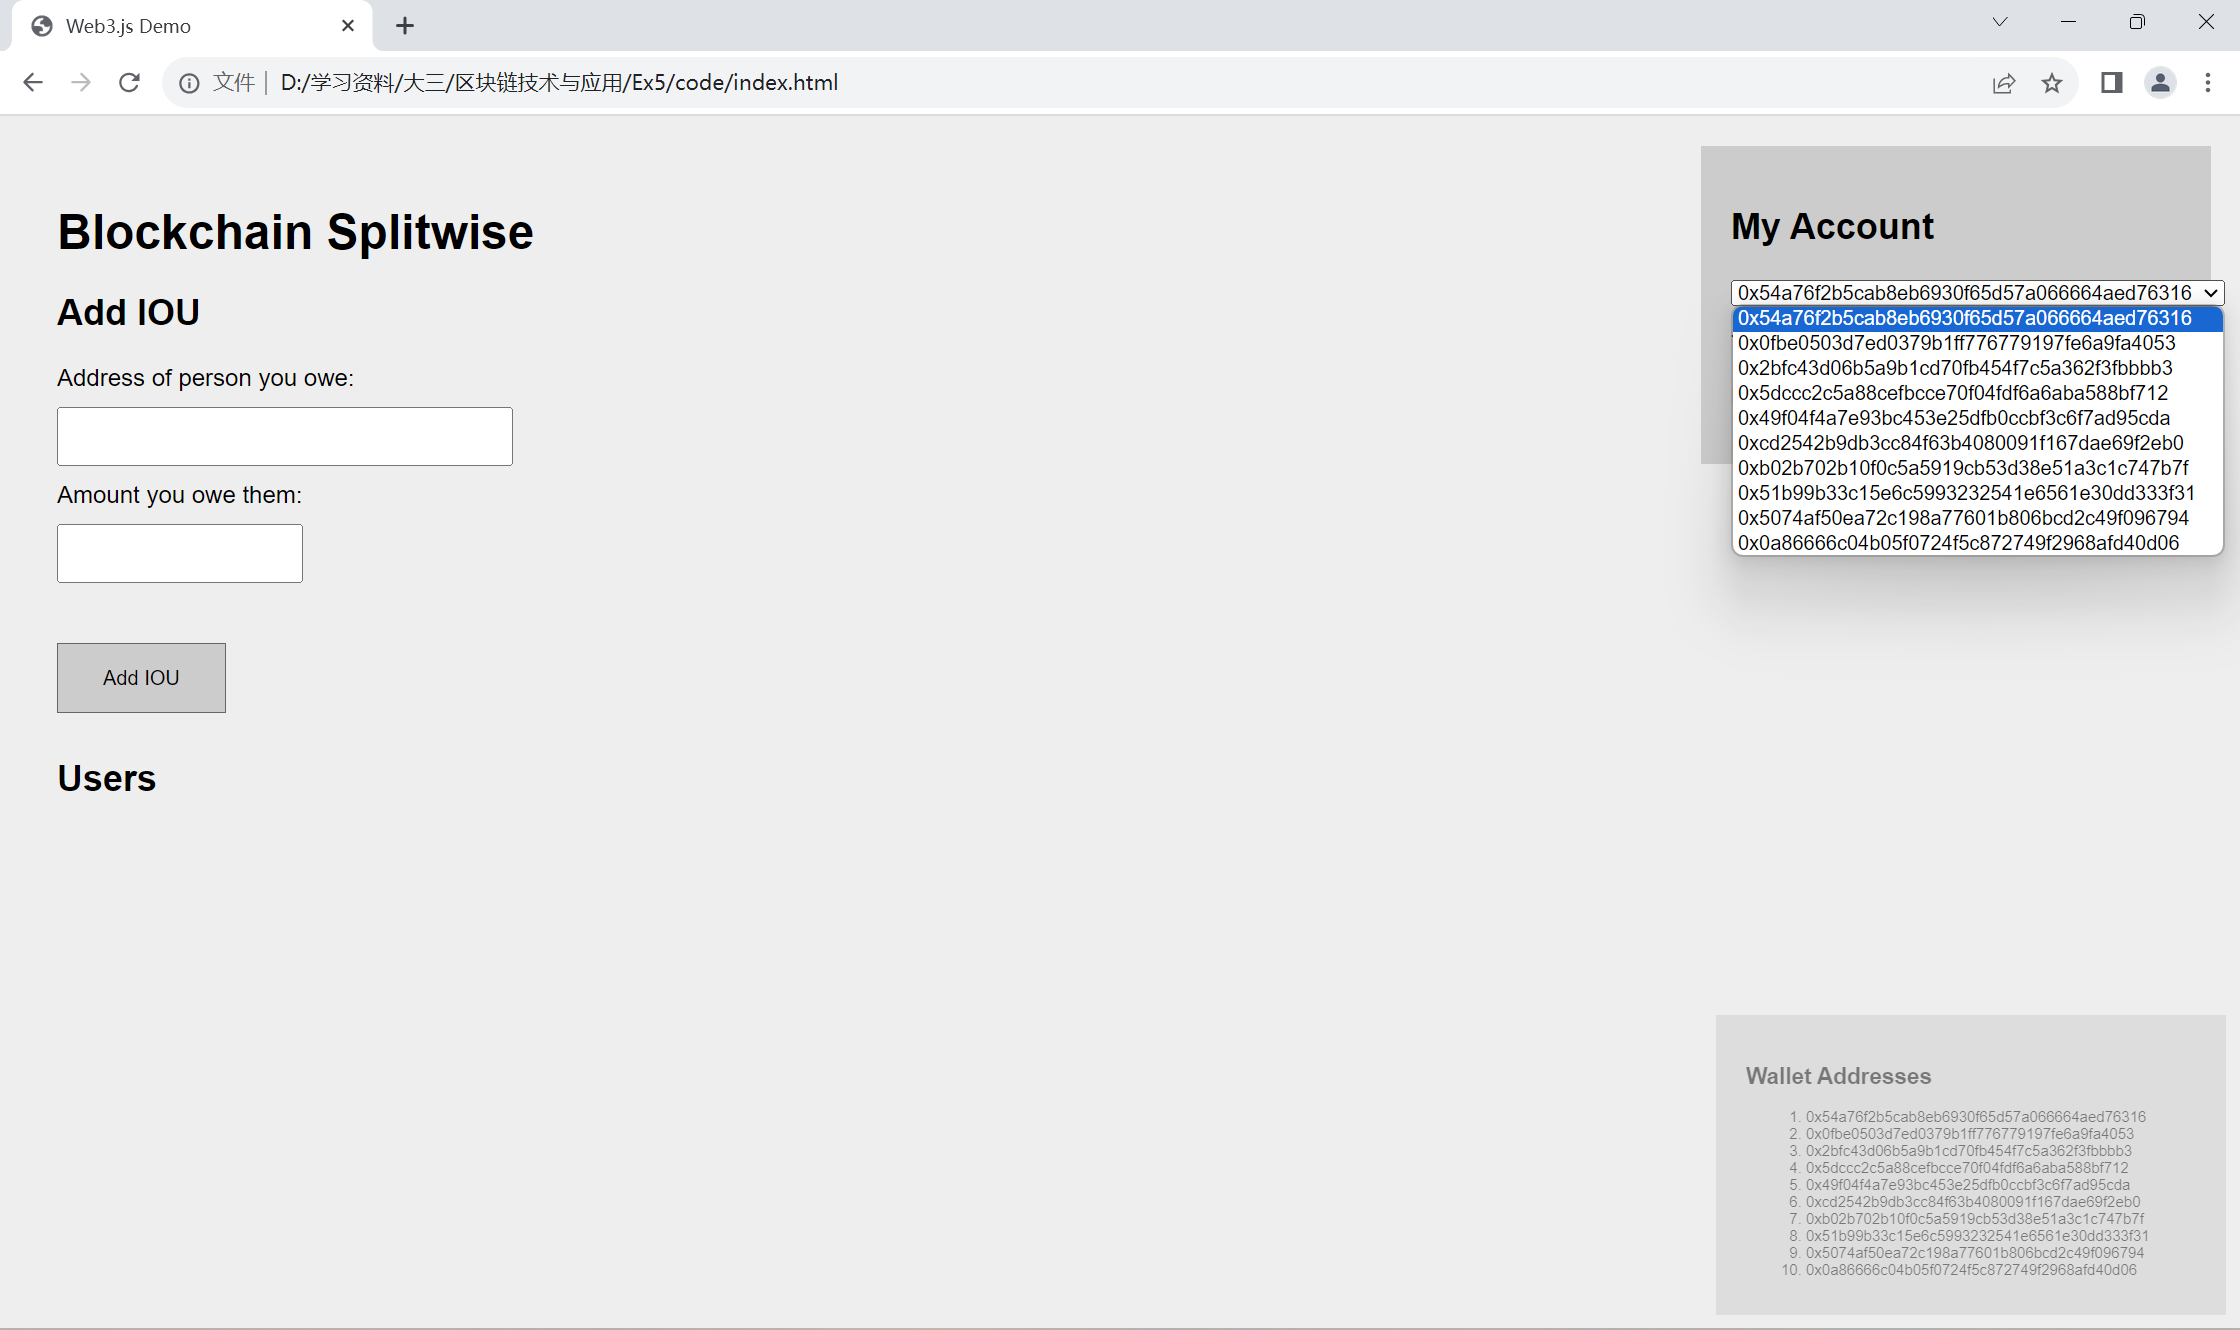 Web3.js Demo
文件 | D:/学习资料/大三/区块链技术与应用/Ex5/code/index.html
Blockchain Splitwise
Add IOU
Address of person you owe:
Amount you owe them:
Add IOU
Users
My Account
0x54a76f2b5cab8eb6930f65d57a066664aed76316
0x54a76f2b5cab8eb6930f65d57a066664aed76316
0x0fbe0503d7ed0379b1ff776779197fe6a9fa4053
0x2bfc43d06b5a9b1cd70fb454f7c5a362f3fbbbb3
0x5dccc2c5a88cefbcce70f04fdf6a6aba588bf712
0x49f04f4a7e93bc453e25dfb0ccbf3c6f7ad95cda
0xcd2542b9db3cc84f63b4080091f167dae69f2eb0
0xb02b702b10f0c5a5919cb53d38e51a3c1c747b7f
0x51b99b33c15e6c5993232541e6561e30dd333f31
0x5074af50ea72c198a77601b806bcd2c49f096794
0x0a86666c04b05f0724f5c872749f2968afd40d06
Wallet Addresses
1. 0x54a76f2b5cab8eb6930f65d57a066664aed76316
2. 0x0fbe0503d7ed0379b1ff776779197fe6a9fa4053
3. 0x2bfc43d06b5a9b1cd70fb454f7c5a362f3fbbbb3
4. 0x5dccc2c5a88cefbcce70f04fdf6a6aba588bf712
5. 0x49f04f4a7e93bc453e25dfb0ccbf3c6f7ad95cda
6. 0xcd2542b9db3cc84f63b4080091f167dae69f2eb0
7. 0xb02b702b10f0c5a5919cb53d38e51a3c1c747b7f
8. 0x51b99b33c15e6c5993232541e6561e30dd333f31
9. 0x5074af50ea72c198a77601b806bcd2c49f096794
10. 0x0a86666c04b05f0724f5c872749f2968afd40d06